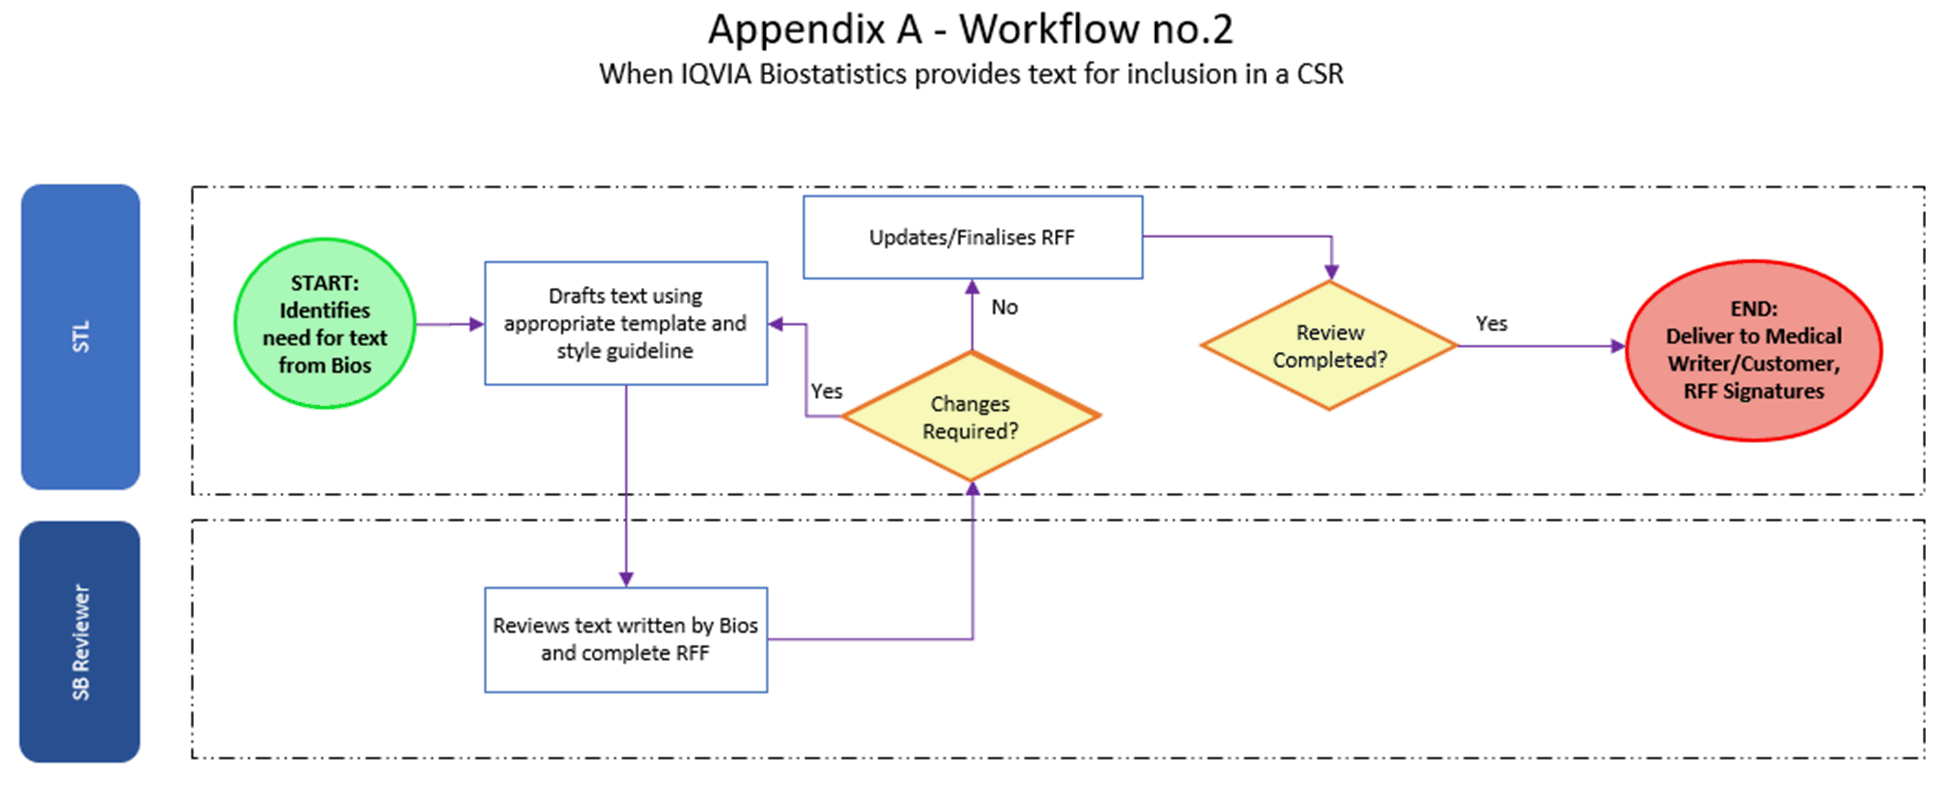 Appendix A - Workflow no.2
When IQVIA Biostatistics provides text for inclusion in a CSR
STL
START:
Identifies
need for text
from Bios
Drafts text using
appropriate template and
style guideline
Updates/Finalises RFF
No
Yes
Changes
Required?
Review
Completed?
Yes
END:
Deliver to Medical
Writer/Customer,
RFF Signatures
SB Reviewer
Reviews text written by Bios
and complete RFF